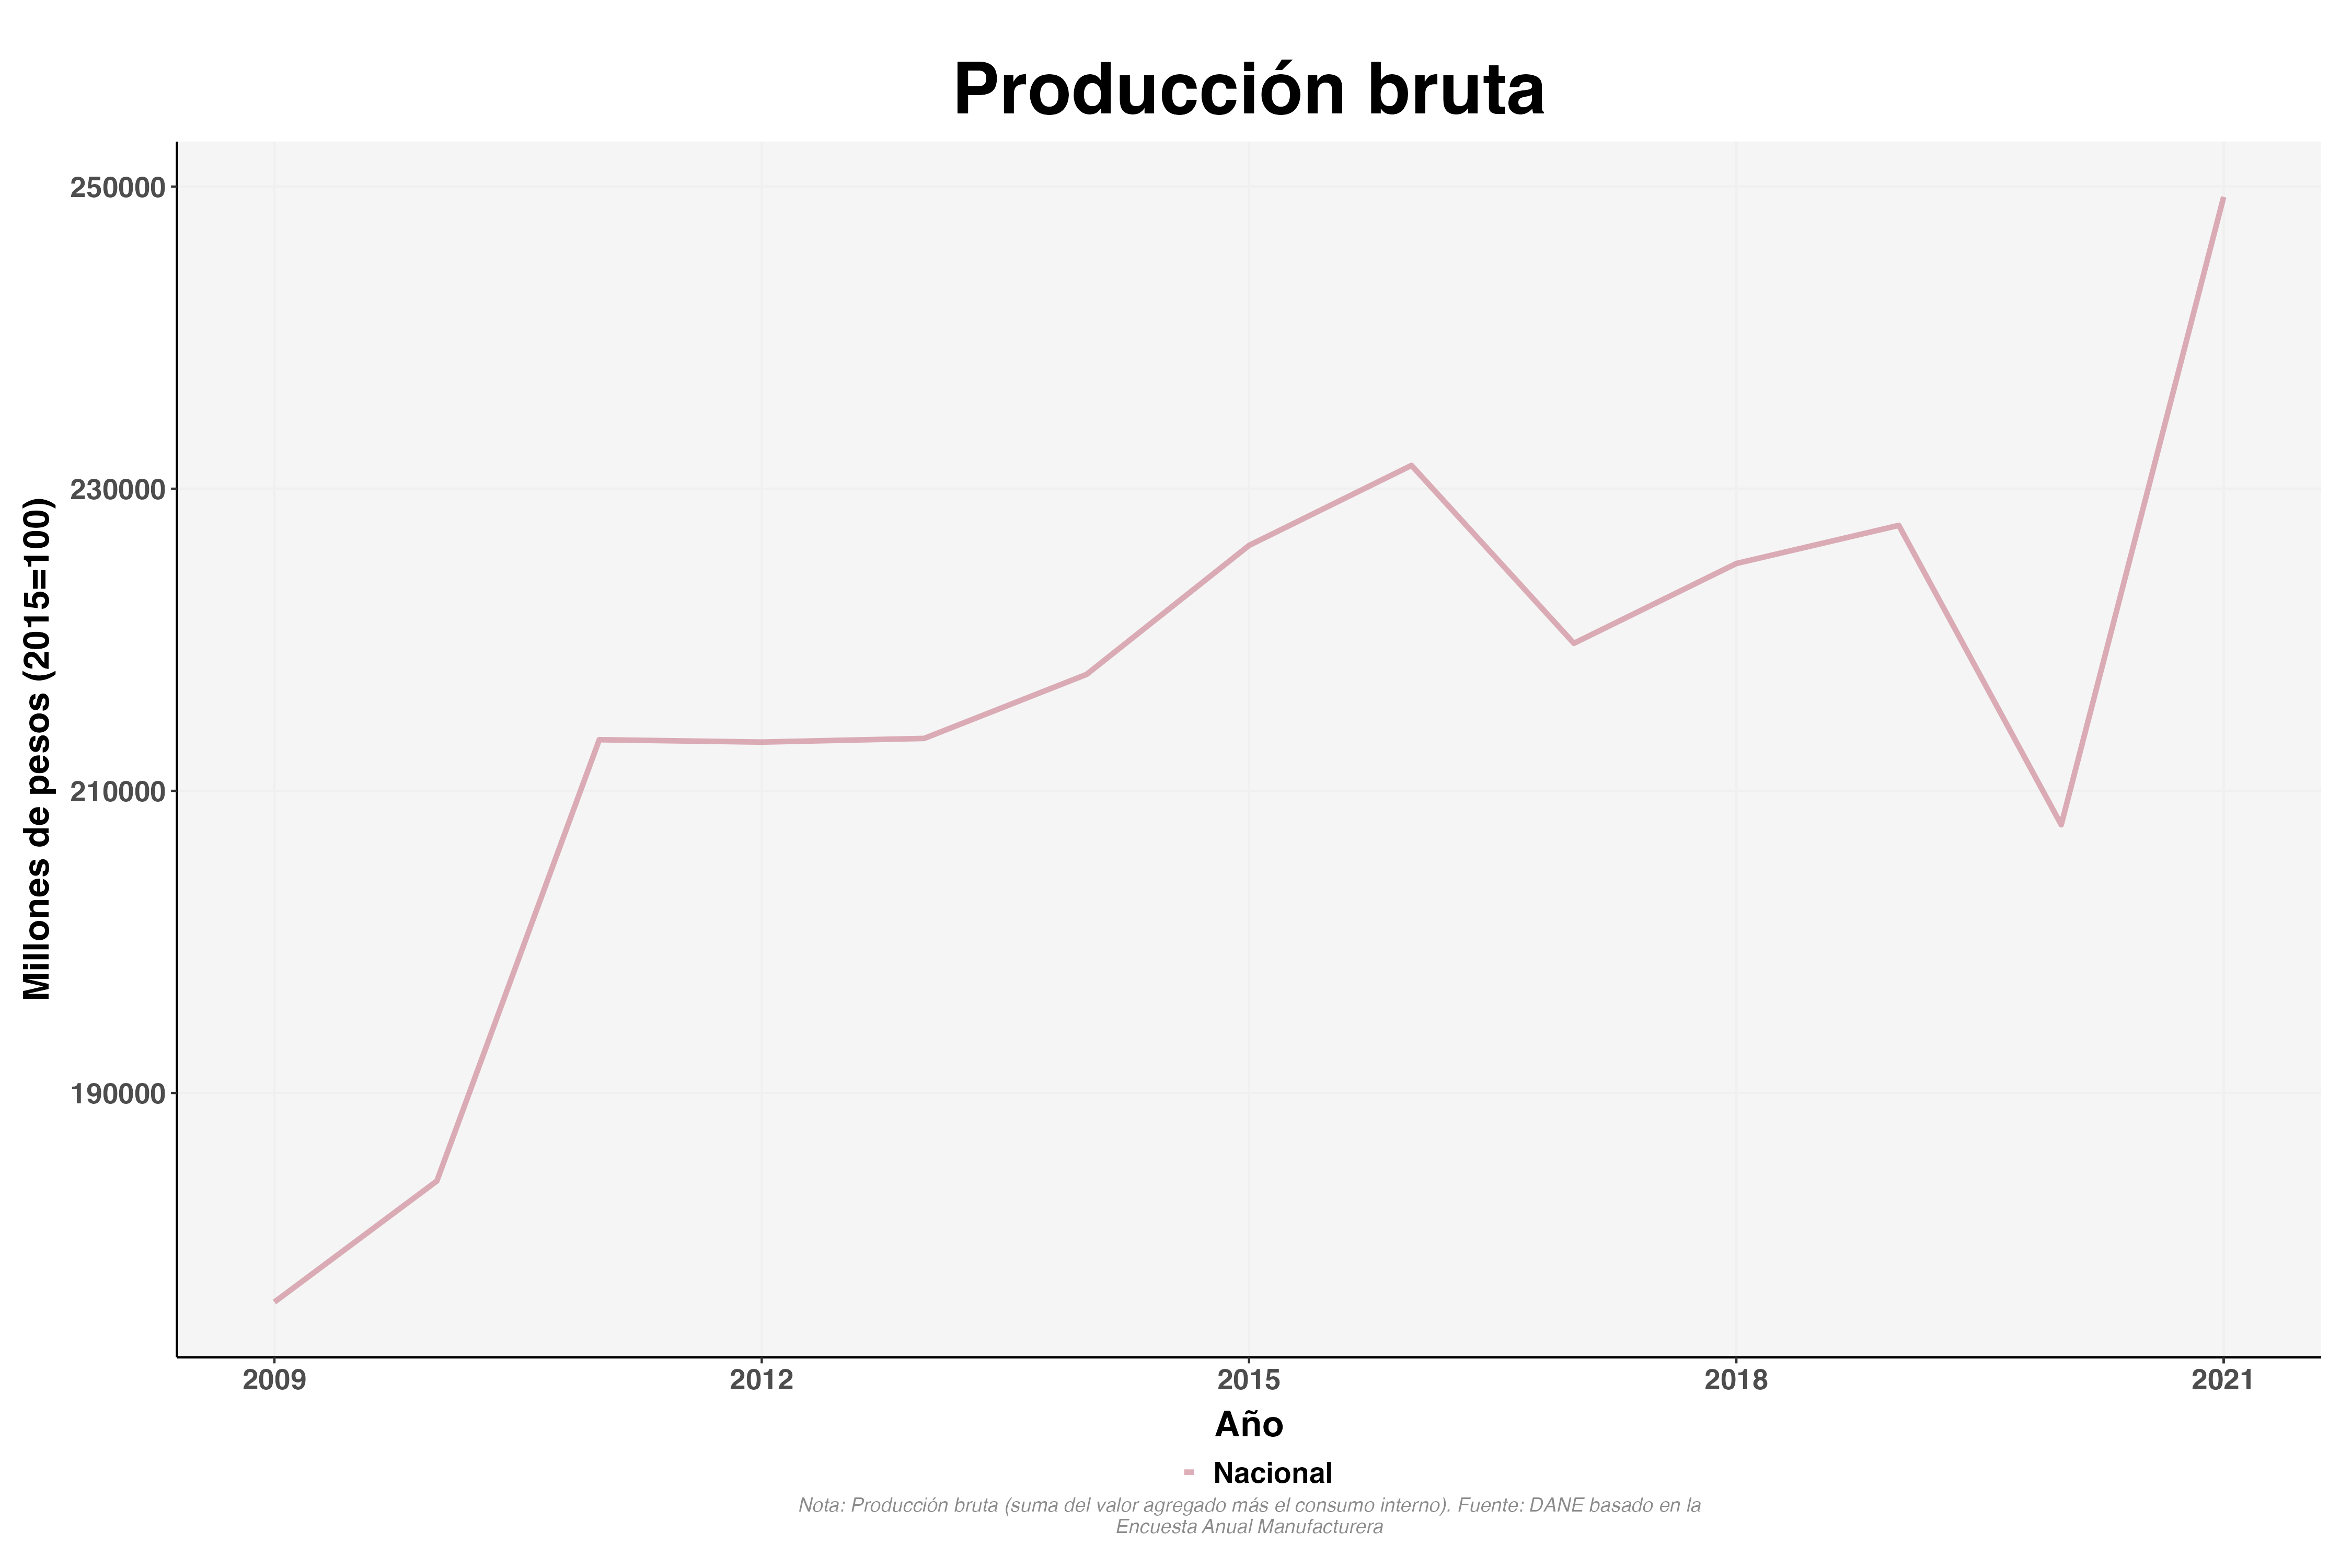 Producción bruta
Millones de pesos (2015=100)
250000
230000
210000
190000
2009 2012 2015 2018 2021
Año
Nacional
Nota: Producción bruta (suma del valor agregado más el consumo interno). Fuente: DANE basado en la
Encuesta Anual Manufacturera